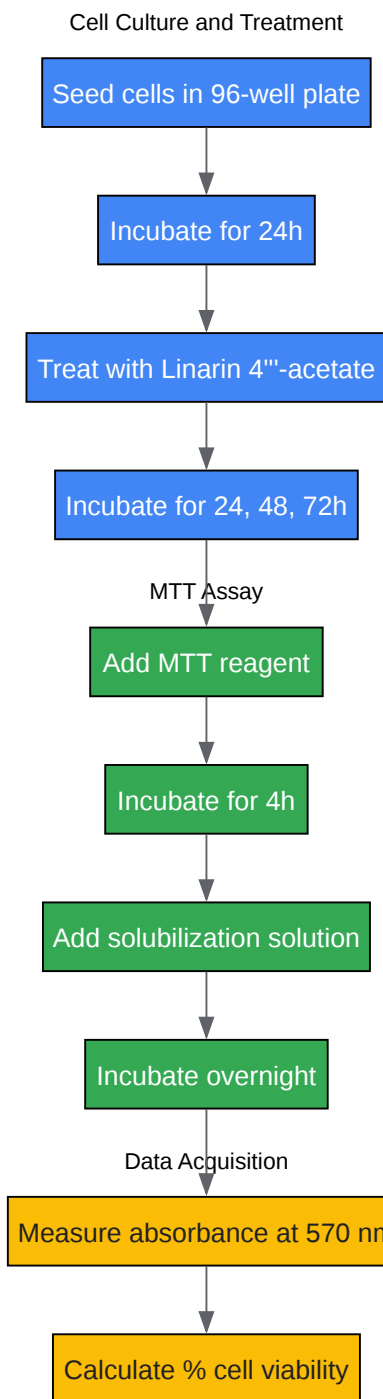 Cell Culture and Treatment
Seed cells in 96-well plate
Incubate for 24h
Treat with Linarin 4'''-acetate
Incubate for 24, 48, 72h
MTT Assay
Add MTT reagent
Incubate for 4h
Add solubilization solution
Incubate overnight
Data Acquisition
Measure absorbance at 570 nm
Calculate % cell viability